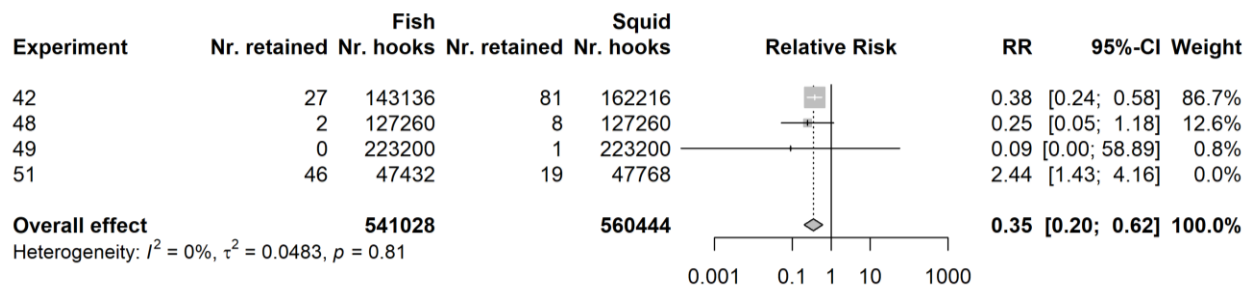 Fish Squid
Experiment Nr. retained Nr. hooks Nr. retained Nr. hooks Relative Risk RR 95%-CI Weight
42 27 143136 81 162216 0.38 [0.24; 0.58] 86.7%
48 2 127260 8 127260 0.25 [0.05; 1.18] 12.6%
49 0 223200 1 223200 0.09 [0.00; 58.89] 0.8%
51 46 47432 19 47768 2.44 [1.43; 4.16] 0.0%
Overall effect 541028 560444 0.35 [0.20; 0.62] 100.0%
Heterogeneity: I² = 0%, τ² = 0.0483, p = 0.81
0.001 0.1 1 10 1000